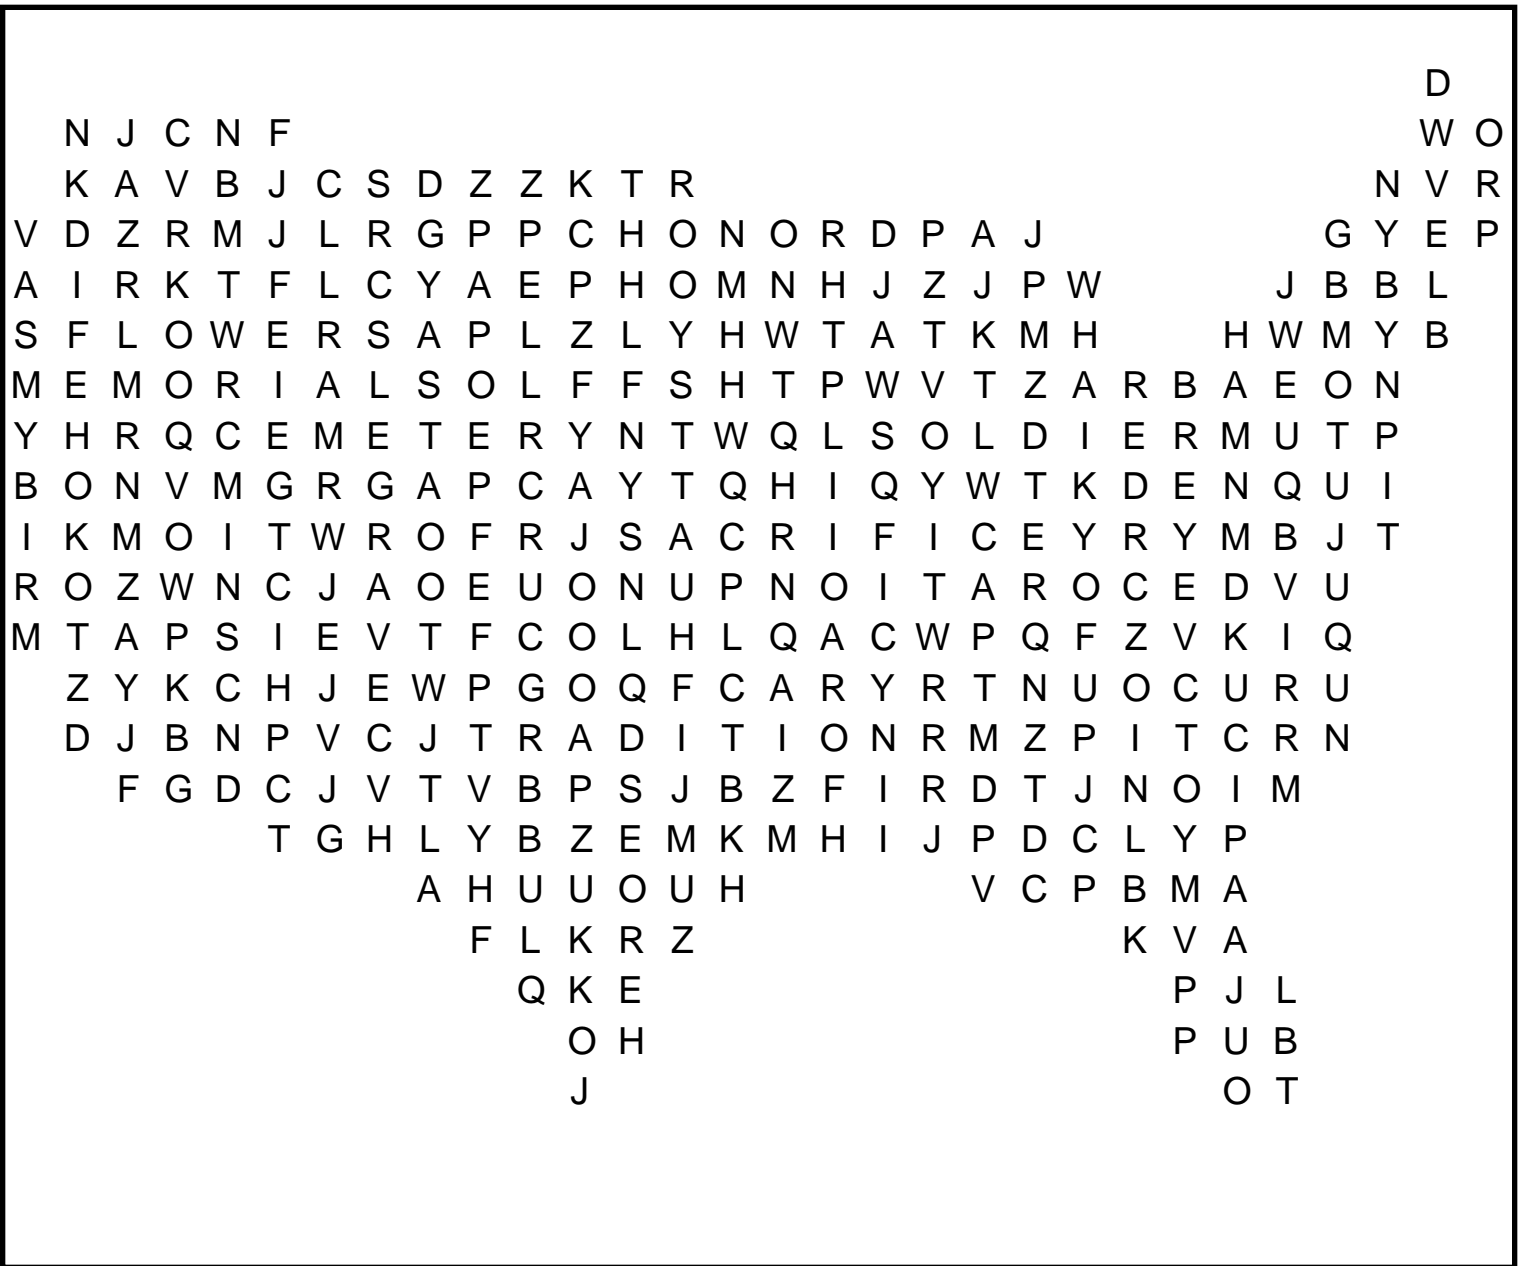 D
N J C N F W O
K A V B J C S D Z Z K T R N V R
V D Z R M J L R G P P C H O N O R D P A J G Y E P
A I R K T F L C Y A E P H O M N H J Z J P W J B B L
S F L O W E R S A P L Z L Y H W T A T K M H H W M Y B
M E M O R I A L S O L F F S H T P W V T Z A R B A E O N
Y H R Q C E M E T E R Y N T W Q L S O L D I E R M U T P
B O N V M G R G A P C A Y T Q H I Q Y W T K D E N Q U I
I K M O I T W R O F R J S A C R I F I C E Y R Y M B J T
R O Z W N C J A O E U O N U P N O I T A R O C E D V U
M T A P S I E V T F C O L H L Q A C W P Q F Z V K I Q
Z Y K C H J E W P G O Q F C A R Y R T N U O C U R U
D J B N P V C J T R A D I T I O N R M Z P I T C R N
F G D C J V T V B P S J B Z F I R D T J N O I M
T G H L Y B Z E M K M H I J P D C L Y P
A H U U O U H V C P B M A
F L K R Z K V A
Q K E P J L
O H P U B
J O T